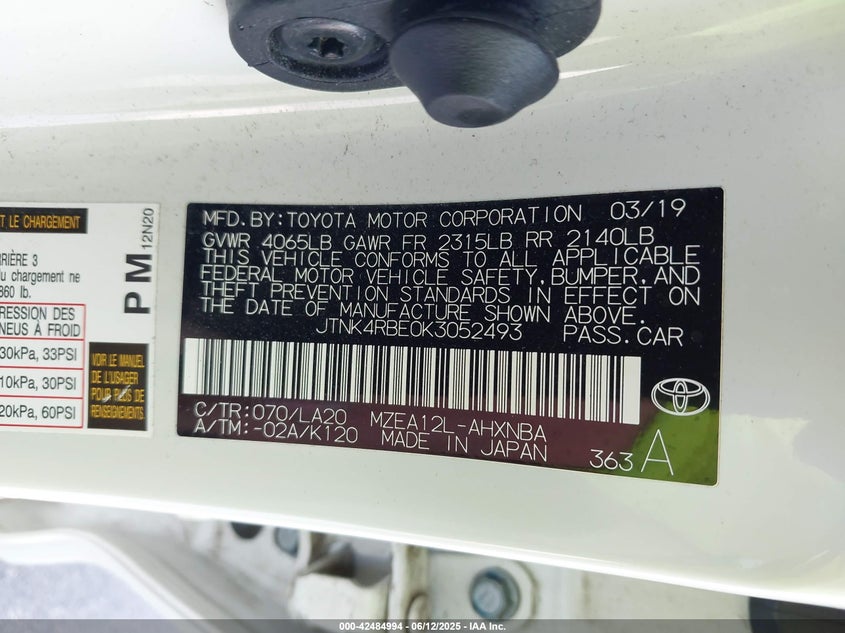 T LE CHARGEMENT
PM
12N20
RIÈRE 3
u chargement ne
860 lb.
RESSION DES
NEUS À FROID
30kPa, 33PSI
10kPa, 30PSI
20kPa, 60PSI
VOIR LE MANUEL
DE L'USAGER
POUR PLUS DE
RENSEIGNEMENTS
MFD. BY: TOYOTA MOTOR CORPORATION 03/19
GVWR 4065LB GAWR FR 2315LB RR 2140LB
THIS VEHICLE CONFORMS TO ALL APPLICABLE
FEDERAL MOTOR VEHICLE SAFETY, BUMPER, AND
THEFT PREVENTION STANDARDS IN EFFECT ON
THE DATE OF MANUFACTURE SHOWN ABOVE.
JTNK4RBE0K3052493 PASS. CAR
C/TR: 070/LA20 MZEA12L-AHXNBA
A/TM: -02A/K120 MADE IN JAPAN
363 A
000-42484994 - 06/12/2025 - IAA Inc.